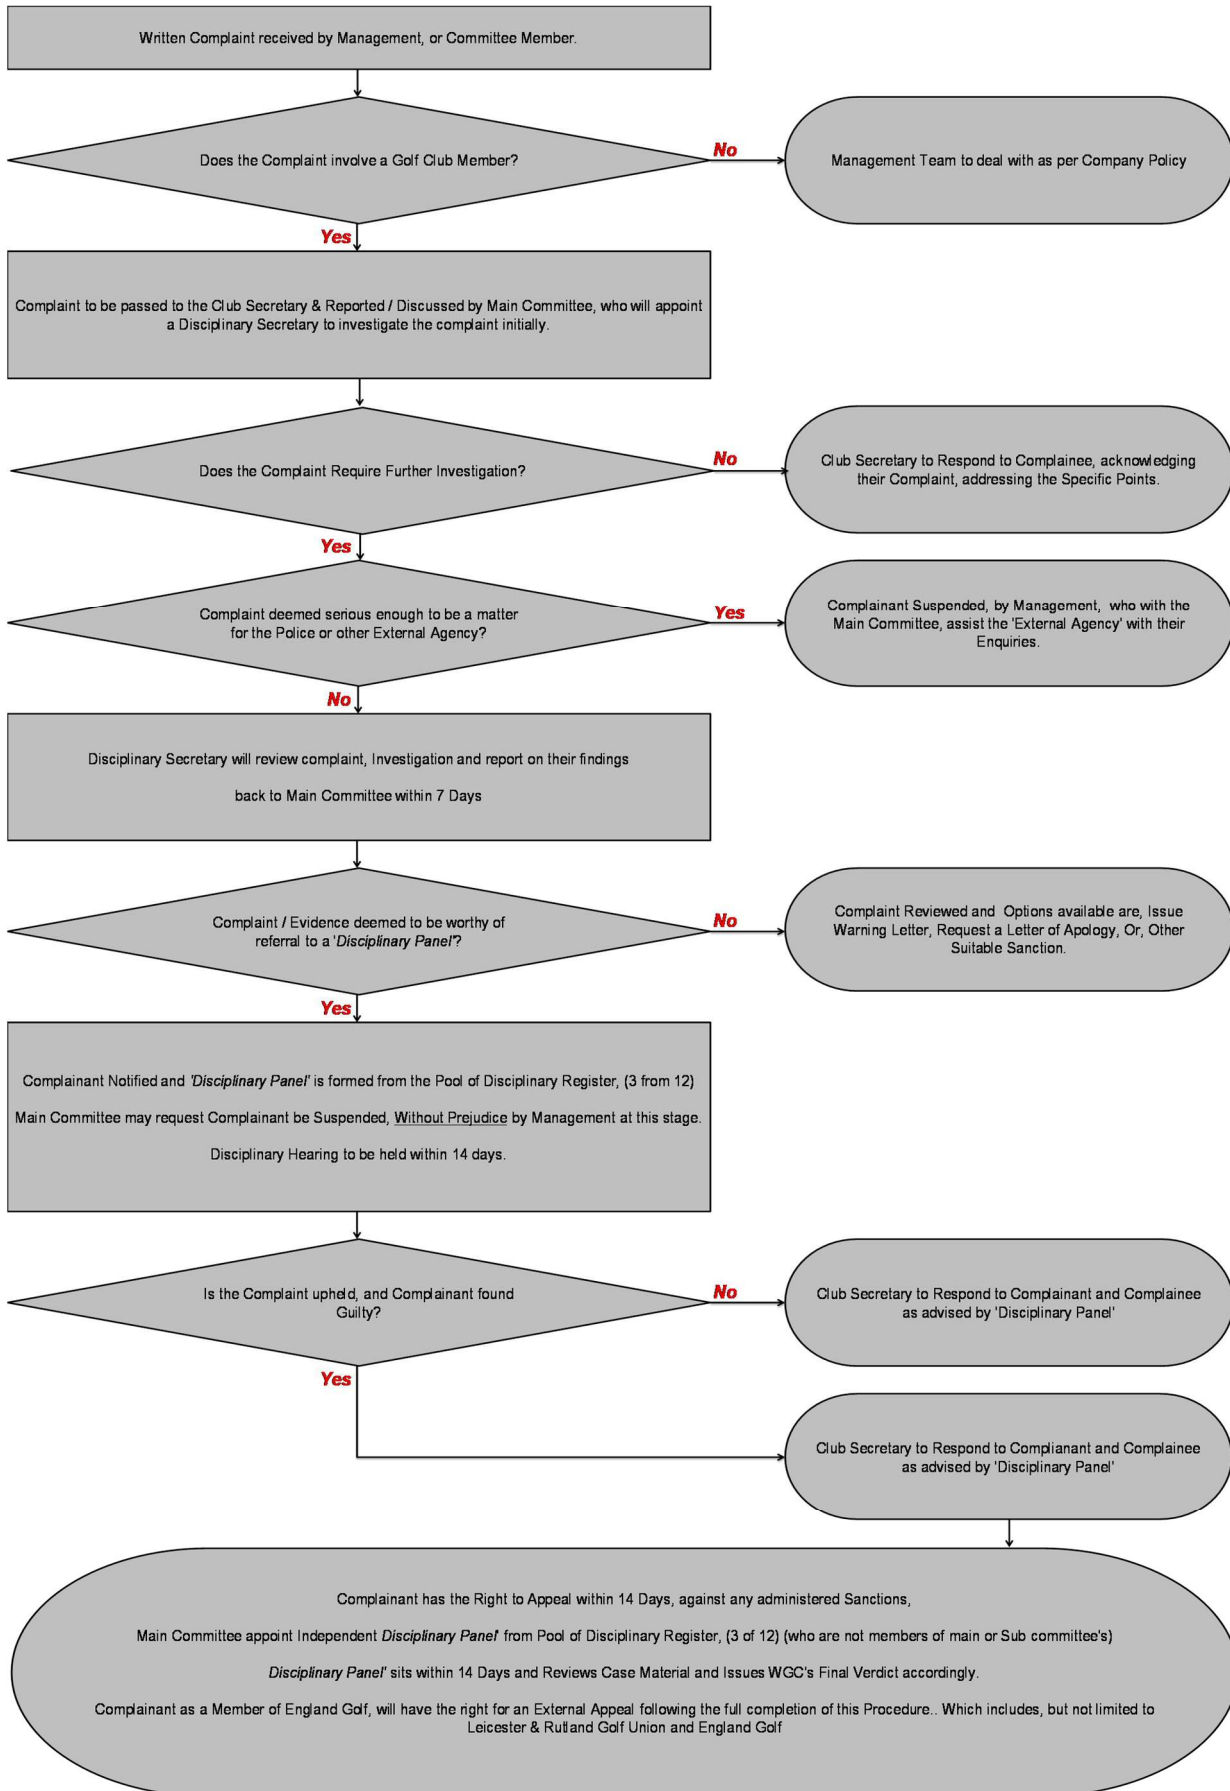 Written Complaint received by Management, or Committee Member.
Does the Complaint involve a Golf Club Member?
No
Management Team to deal with as per Company Policy
Yes
Complaint to be passed to the Club Secretary & Reported / Discussed by Main Committee, who will appoint
a Disciplinary Secretary to investigate the complaint initially.
Does the Complaint Require Further Investigation?
No
Club Secretary to Respond to Complainee, acknowledging
their Complaint, addressing the Specific Points.
Yes
Complaint deemed serious enough to be a matter
for the Police or other External Agency?
Yes
Complainant Suspended, by Management, who with the
Main Committee, assist the 'External Agency' with their
Enquiries.
No
Disciplinary Secretary will review complaint, Investigation and report on their findings
back to Main Committee within 7 Days
Complaint / Evidence deemed to be worthy of
referral to a 'Disciplinary Panel'?
No
Complaint Reviewed and Options available are, Issue
Warning Letter, Request a Letter of Apology, Or, Other
Suitable Sanction.
Yes
Complainant Notified and 'Disciplinary Panel' is formed from the Pool of Disciplinary Register, (3 from 12)
Main Committee may request Complainant be Suspended, Without Prejudice by Management at this stage.
Disciplinary Hearing to be held within 14 days.
Is the Complaint upheld, and Complainant found
Guilty?
No
Club Secretary to Respond to Complainant and Complainee
as advised by 'Disciplinary Panel'
Yes
Club Secretary to Respond to Complianant and Complainee
as advised by 'Disciplinary Panel'
Complainant has the Right to Appeal within 14 Days, against any administered Sanctions,
Main Committee appoint Independent Disciplinary Panel' from Pool of Disciplinary Register, (3 of 12) (who are not members of main or Sub committee's)
Disciplinary Panel' sits within 14 Days and Reviews Case Material and Issues WGC's Final Verdict accordingly.
Complainant as a Member of England Golf, will have the right for an External Appeal following the full completion of this Procedure.. Which includes, but not limited to
Leicester & Rutland Golf Union and England Golf